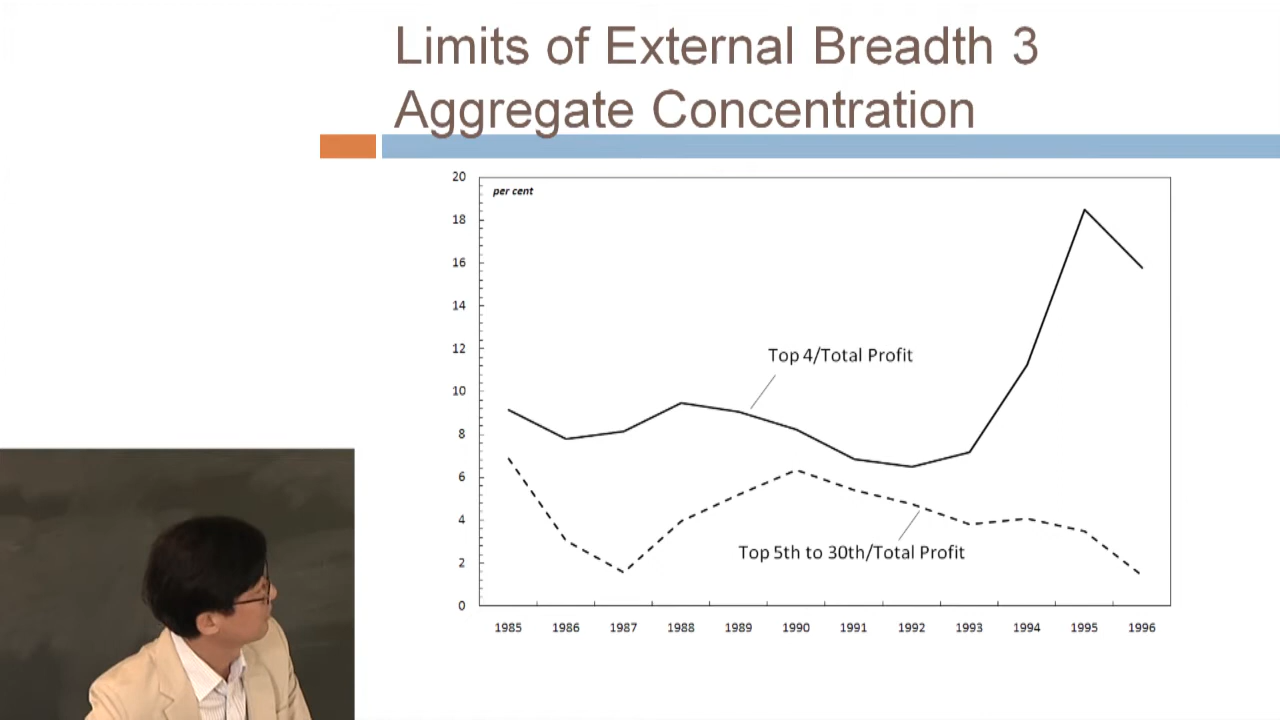 Limits of External Breadth 3
Aggregate Concentration
20
per cent
18
16
14
12
Top 4/Total Profit
10
8
6
4
Top 5th to 30th/Total Profit
2
0
1985 1986 1987 1988 1989 1990 1991 1992 1993 1994 1995 1996